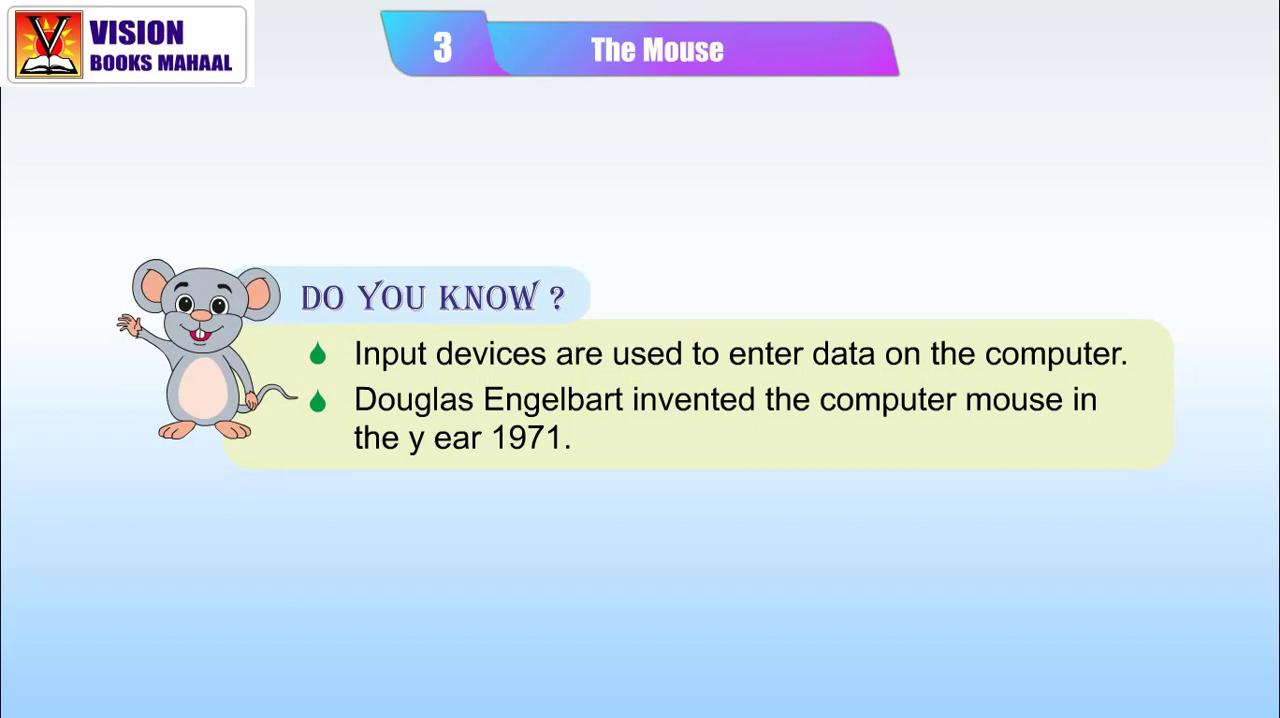 VISION
BOOKS MAHAAL
3 The Mouse
DO YOU KNOW ?
Input devices are used to enter data on the computer.
Douglas Engelbart invented the computer mouse in
the y ear 1971.